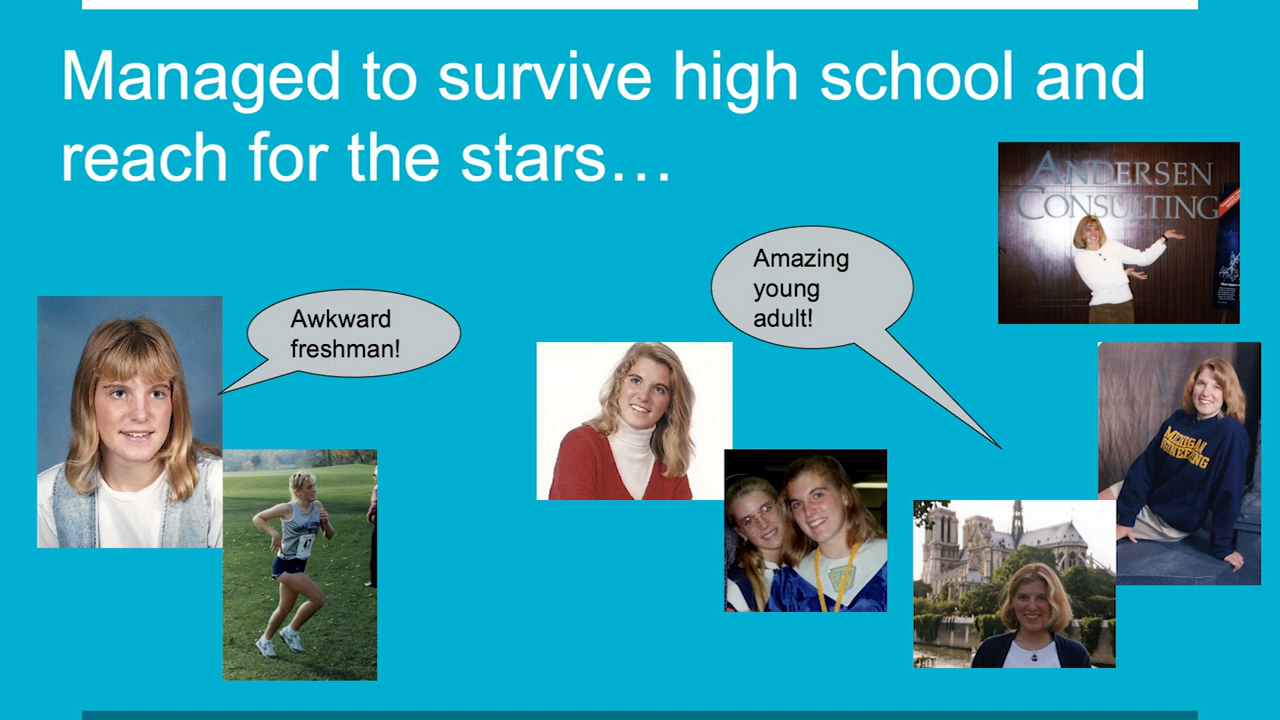 Managed to survive high school and
reach for the stars…
ANDERSEN
CONSULTING
Amazing
young
adult!
Awkward
freshman!
MICHIGAN
ENGINEERING
47